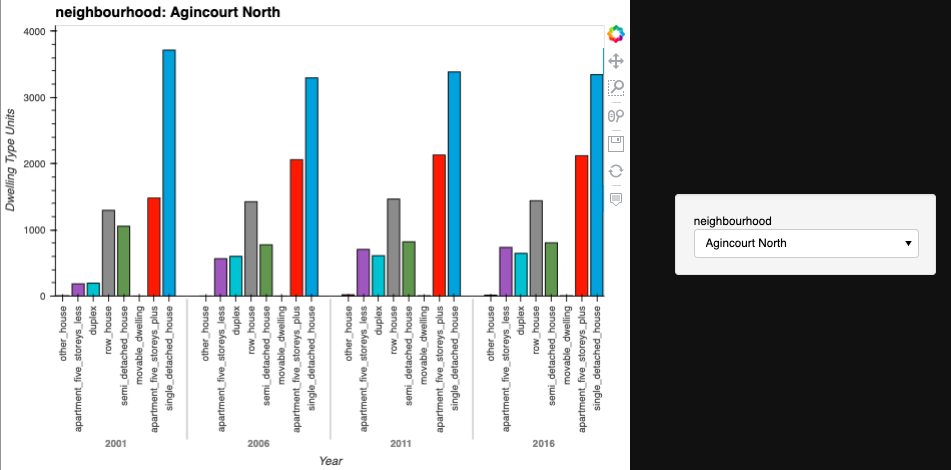 neighbourhood: Agincourt North
4000
3000
2000
1000
0
Dwelling Type Units
other_house
apartment_five_storeys_less
duplex
row_house
semi_detached_house
movable_dwelling
apartment_five_storeys_plus
single_detached_house
other_house
apartment_five_storeys_less
duplex
row_house
semi_detached_house
movable_dwelling
apartment_five_storeys_plus
single_detached_house
other_house
apartment_five_storeys_less
duplex
row_house
semi_detached_house
movable_dwelling
apartment_five_storeys_plus
single_detached_house
other_house
apartment_five_storeys_less
duplex
row_house
semi_detached_house
movable_dwelling
apartment_five_storeys_plus
single_detached_house
2001
2006
2011
2016
Year
neighbourhood
Agincourt North